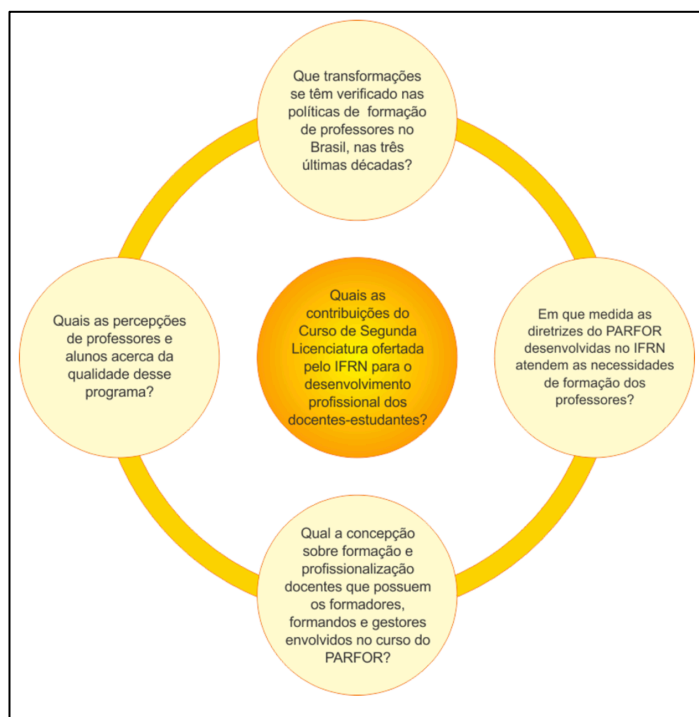 Que transformações
se têm verificado nas
políticas de formação
de professores no
Brasil, nas três
últimas décadas?
Quais as percepções
de professores e
alunos acerca da
qualidade desse
programa?
Quais as
contribuições do
Curso de Segunda
Licenciatura ofertada
pelo IFRN para o
desenvolvimento
profissional dos
docentes-estudantes?
Em que medida as
diretrizes do PARFOR
desenvolvidas no IFRN
atendem as necesidades
de formação dos
professores?
Qual a concepção
sobre formação e
profissionalização
docentes que possuem
os formadores,
formandos e gestores
envolvidos no curso do
PARFOR?